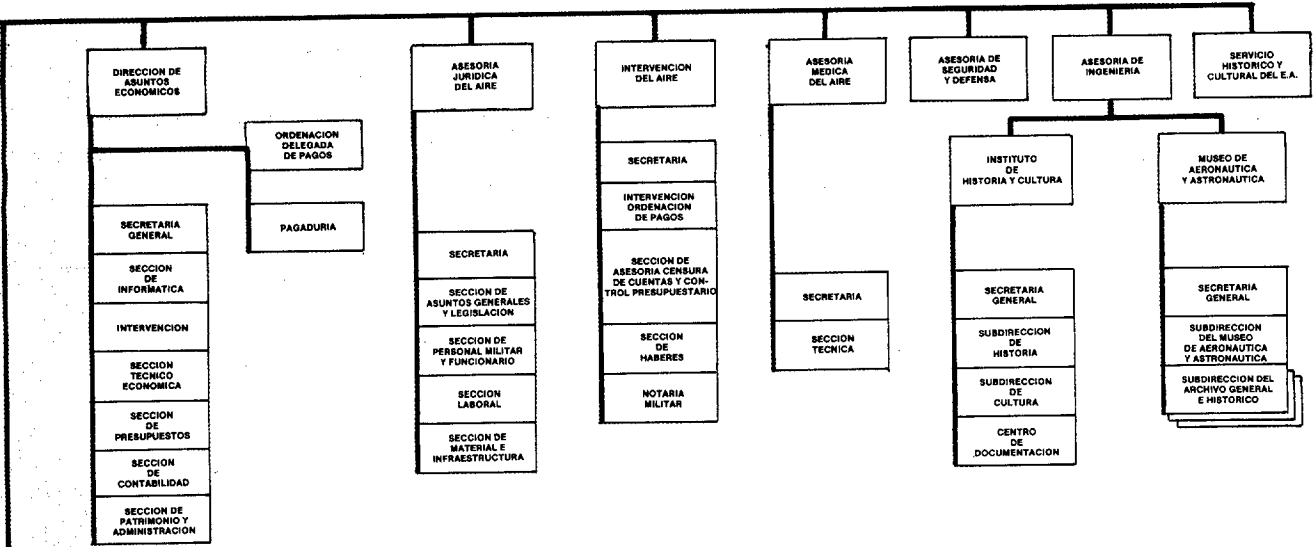 DIRECCION DE
ASUNTOS
ECONOMICOS
ORDENACION
DELEGADA
DE PAGOS
PAGADURIA
SECRETARIA
GENERAL
SECCION
DE
INFORMATICA
INTERVENCION
SECCION
TECNICO
ECONOMICA
SECCION
DE
PRESUPUESTOS
SECCION
DE
CONTABILIDAD
SECCION DE
PATRIMONIO Y
ADMINISTRACION
ASESORIA
JURIDICA
DEL AIRE
SECRETARIA
SECCION DE
ASUNTOS GENERALES
Y LEGISLACION
SECCION DE
PERSONAL MILITAR
Y FUNCIONARIO
SECCION
LABORAL
SECCION DE
MATERIAL E
INFRAESTRUCTURA
INTERVENCION
DEL AIRE
SECRETARIA
INTERVENCION
ORDENACION
DE PAGOS
SECCION DE
ASESORIA CENSURA
DE CUENTAS Y CON-
TROL PRESUPUESTARIO
SECCION
DE
HABERES
NOTARIA
MILITAR
ASESORIA
MEDICA
DEL AIRE
SECRETARIA
SECCION
TECNICA
ASESORIA DE
SEGURIDAD
Y DEFENSA
ASESORIA DE
INGENIERIA
SERVICIO
HISTORICO Y
CULTURAL DEL E.A.
INSTITUTO
DE
HISTORIA Y CULTURA
SECRETARIA
GENERAL
SUBDIRECCION
DE
HISTORIA
SUBDIRECCION
DE
CULTURA
CENTRO
DE
DOCUMENTACION
MUSEO DE
AERONAUTICA
Y ASTRONAUTICA
SECRETARIA
GENERAL
SUBDIRECCION
DEL MUSEO
DE AERONAUTICA
Y ASTRONAUTICA
SUBDIRECCION DEL
ARCHIVO GENERAL
E HISTORICO